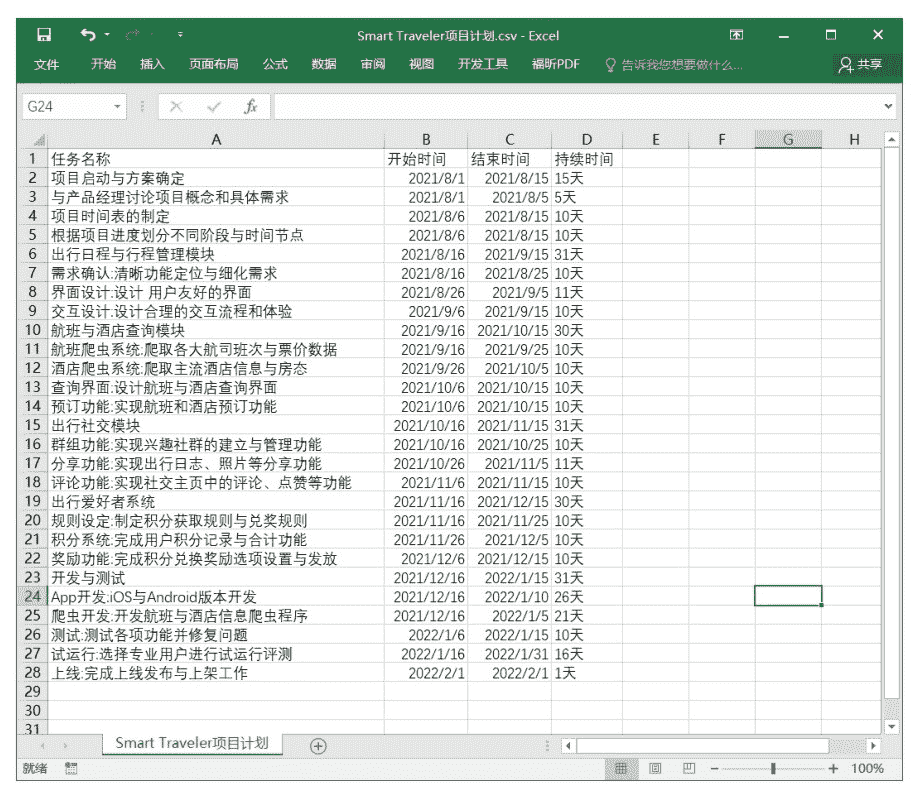 Smart Traveler项目计划.csv - Excel
文件 开始 插入 页面布局 公式 数据 审阅 视图 开发工具 福昕PDF 告诉我您想要做什么... 共享
G24 fx
A B C D E F G H
1 任务名称 开始时间 结束时间 持续时间
2 项目启动与方案确定 2021/8/1 2021/8/15 15天
3 与产品经理讨论项目概念和具体需求 2021/8/1 2021/8/5 5天
4 项目时间表的制定 2021/8/6 2021/8/15 10天
5 根据项目进度划分不同阶段与时间节点 2021/8/6 2021/8/15 10天
6 出行日程与行程管理模块 2021/8/16 2021/9/15 31天
7 需求确认:清晰功能定位与细化需求 2021/8/16 2021/8/25 10天
8 界面设计:设计 用户友好的界面 2021/8/26 2021/9/5 11天
9 交互设计:设计合理的交互流程和体验 2021/9/6 2021/9/15 10天
10 航班与酒店查询模块 2021/9/16 2021/10/15 30天
11 航班爬虫系统:爬取各大航司班次与票价数据 2021/9/16 2021/9/25 10天
12 酒店爬虫系统:爬取主流酒店信息与房态 2021/9/26 2021/10/5 10天
13 查询界面:设计航班与酒店查询界面 2021/10/6 2021/10/15 10天
14 预订功能:实现航班和酒店预订功能 2021/10/6 2021/10/15 10天
15 出行社交模块 2021/10/16 2021/11/15 31天
16 群组功能:实现兴趣社群的建立与管理功能 2021/10/16 2021/10/25 10天
17 分享功能:实现出行日志、照片等分享功能 2021/10/26 2021/11/5 11天
18 评论功能:实现社交主页中的评论、点赞等功能 2021/11/6 2021/11/15 10天
19 出行爱好者系统 2021/11/16 2021/12/15 30天
20 规则设定:制定积分获取规则与兑奖规则 2021/11/16 2021/11/25 10天
21 积分系统:完成用户积分记录与合计功能 2021/11/26 2021/12/5 10天
22 奖励功能:完成积分兑换奖励选项设置与发放 2021/12/6 2021/12/15 10天
23 开发与测试 2021/12/16 2022/1/15 31天
24 App开发:iOS与Android版本开发 2021/12/16 2022/1/10 26天
25 爬虫开发:开发航班与酒店信息爬虫程序 2021/12/16 2022/1/5 21天
26 测试:测试各项功能并修复问题 2022/1/6 2022/1/15 10天
27 试运行:选择专业用户进行试运行评测 2022/1/16 2022/1/31 16天
28 上线:完成上线发布与上架工作 2022/2/1 2022/2/1 1天
29
30
31
Smart Traveler项目计划
就绪 100%